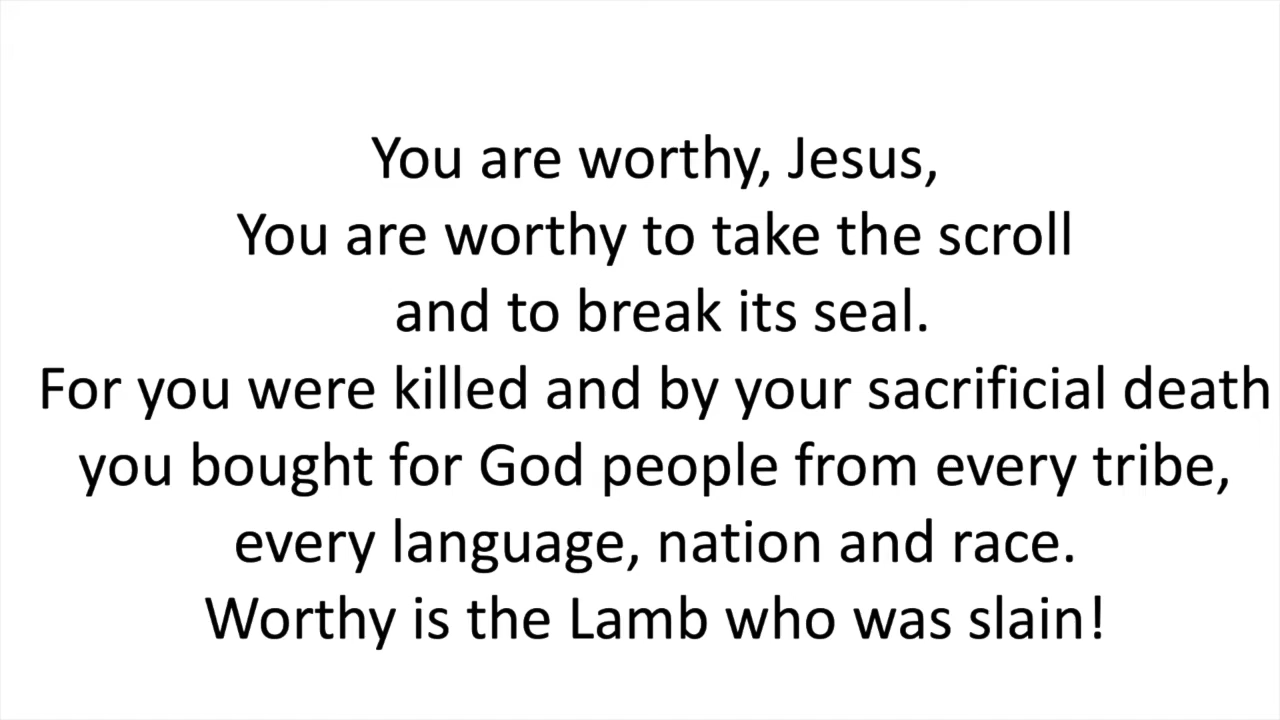 You are worthy, Jesus,
You are worthy to take the scroll
and to break its seal.
For you were killed and by your sacrificial death
you bought for God people from every tribe,
every language, nation and race.
Worthy is the Lamb who was slain!